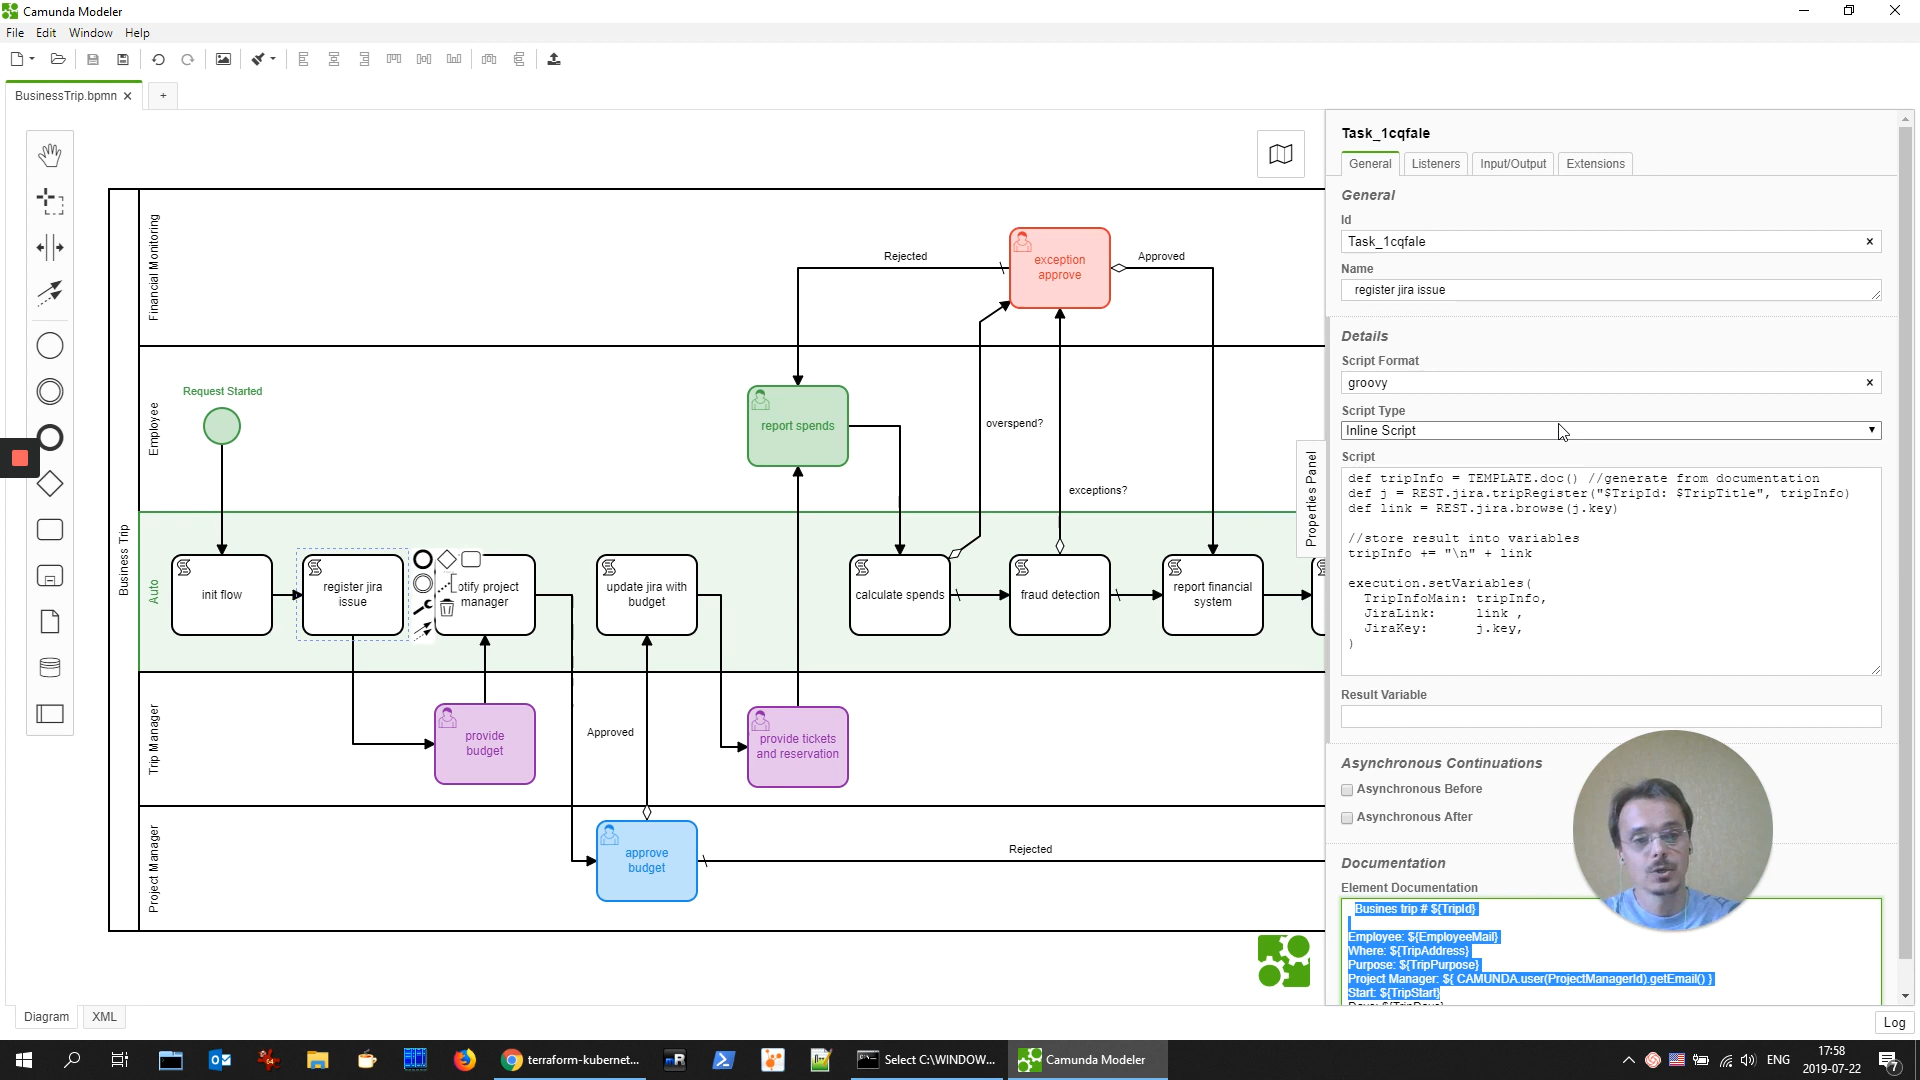 Camunda Modeler
File Edit Window Help
BusinessTrip.bpmn × +
Task_1cqfale
General Listeners Input/Output Extensions
General
Id
Task_1cqfale ×
Name
register jira issue
Details
Script Format
groovy ×
Script Type
Inline Script
Script
def tripInfo = TEMPLATE.doc() //generate from documentation
def j = REST.jira.tripRegister("$TripId: $TripTitle", tripInfo)
def link = REST.jira.browse(j.key)
//store result into variables
tripInfo += "\n" + link
execution.setVariables(
TripInfoMain: tripInfo,
JiraLink: link ,
JiraKey: j.key,
)
Result Variable
Asynchronous Continuations
Asynchronous Before
Asynchronous After
Documentation
Element Documentation
Busines trip # ${TripId}
Employee: ${EmployeeMail}
Where: ${TripAddress}
Purpose: ${TripPurpose}
Project Manager: ${ CAMUNDA.user(ProjectManagerId).getEmail() }
Start: ${TripStart}
Properties Panel
Business Trip
Financial Monitoring
Rejected
exception
approve
Approved
Employee
Request Started
report spends
overspend?
exceptions?
Auto
init flow
register jira
issue
otify project
manager
update jira with
budget
calculate spends
fraud detection
report financial
system
Trip Manager
provide
budget
Approved
provide tickets
and reservation
Project Manager
approve
budget
Rejected
Diagram XML
Log
terraform-kubernet...
Select C:\WINDOW...
Camunda Modeler
ENG
17:58
2019-07-22
7